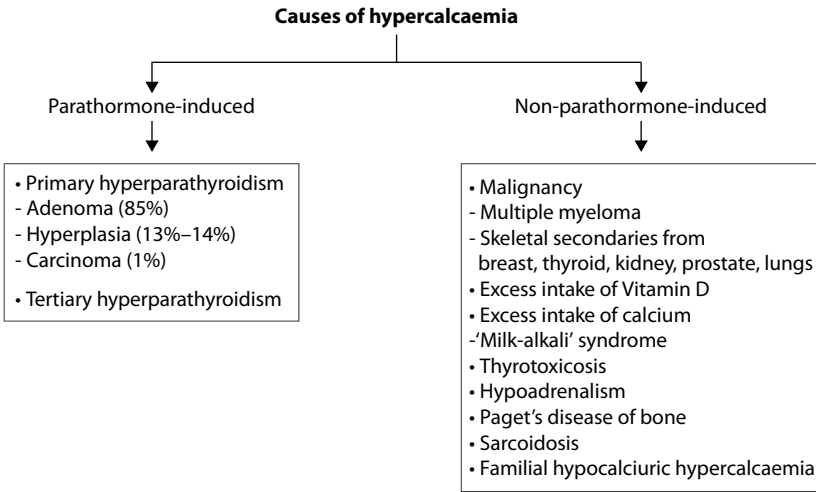 Causes of hypercalcaemia
Parathormone-induced
• Primary hyperparathyroidism
- Adenoma (85%)
- Hyperplasia (13%–14%)
- Carcinoma (1%)
• Tertiary hyperparathyroidism
Non-parathormone-induced
• Malignancy
- Multiple myeloma
- Skeletal secondaries from
breast, thyroid, kidney, prostate, lungs
• Excess intake of Vitamin D
• Excess intake of calcium
-‘Milk-alkali’ syndrome
• Thyrotoxicosis
• Hypoadrenalism
• Paget’s disease of bone
• Sarcoidosis
• Familial hypocalciuric hypercalcaemia